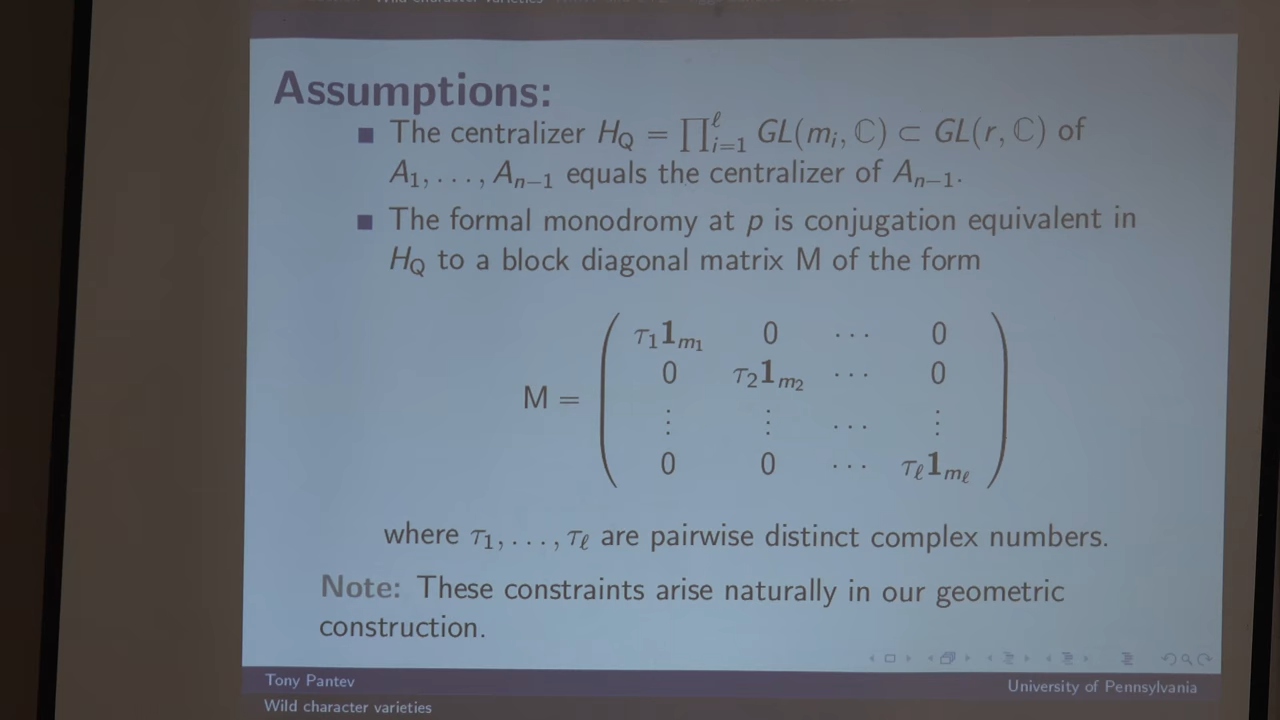 Wild character varieties
Assumptions:
■ The centralizer H_Q = ∏_{i=1}^{ℓ} GL(m_i, ℂ) ⊂ GL(r, ℂ) of
A_1, . . . , A_{n−1} equals the centralizer of A_{n−1}.
■ The formal monodromy at p is conjugation equivalent in
H_Q to a block diagonal matrix M of the form
τ_1 1_{m_1} 0 · · · 0
0 τ_2 1_{m_2} · · · 0
M =
⋮ ⋮ · · · ⋮
0 0 · · · τ_ℓ 1_{m_ℓ}
where τ_1, . . . , τ_ℓ are pairwise distinct complex numbers.
Note: These constraints arise naturally in our geometric
construction.
Tony Pantev
University of Pennsylvania
Wild character varieties